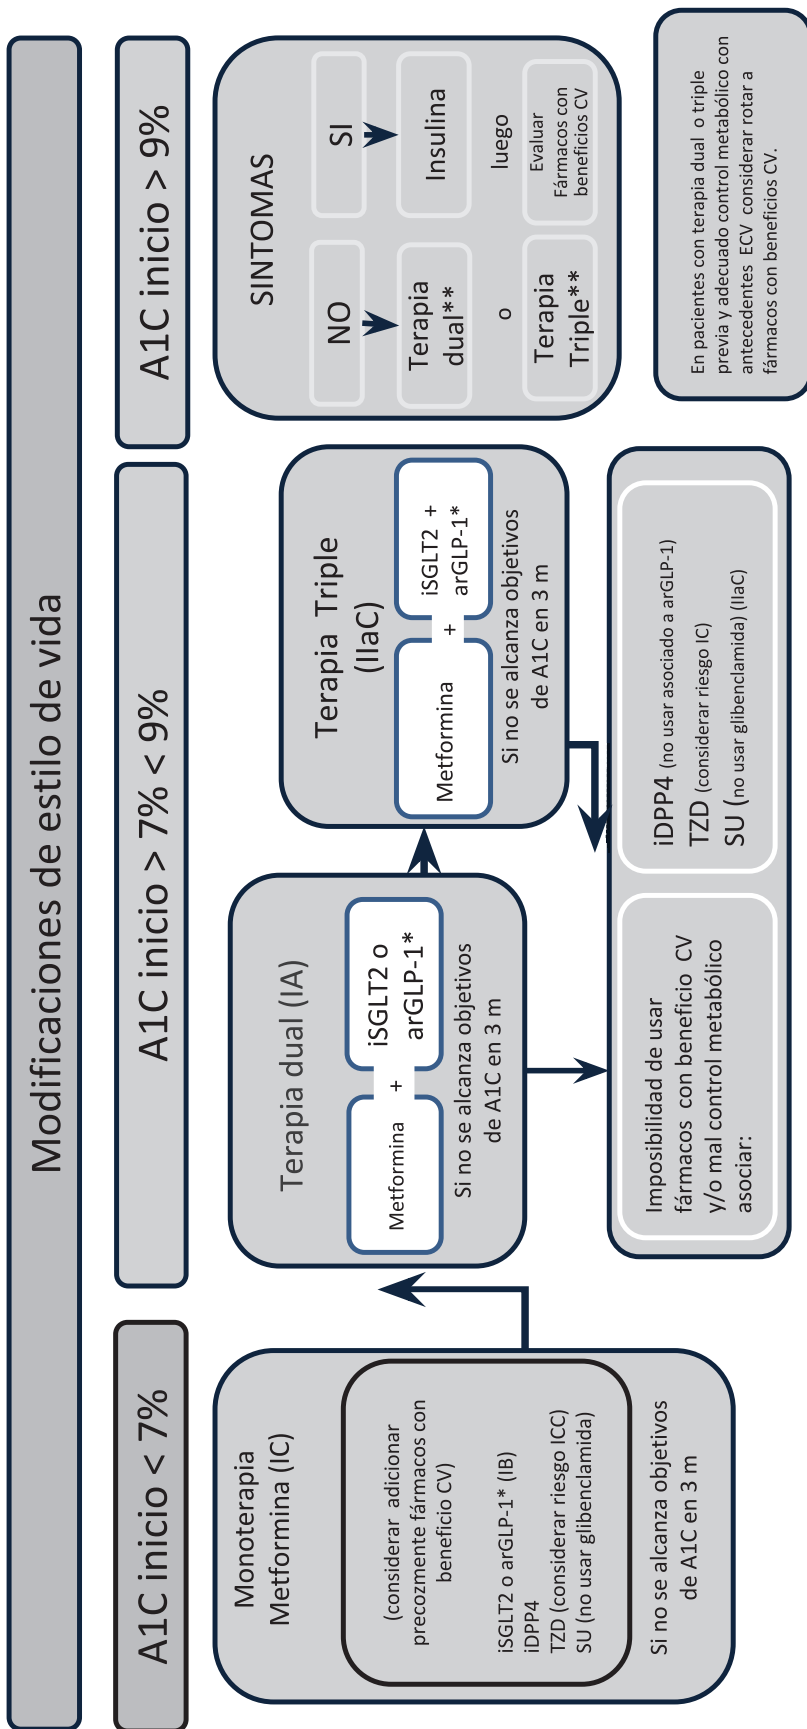 Modificaciones de estilo de vida
A1C inicio < 7%
A1C inicio > 7% < 9%
A1C inicio > 9%
Monoterapia
Metformina (IC)
(considerar adicionar
precozmente fármacos con
beneficio CV)
iSGLT2 o arGLP-1* (IB)
iDPP4
TZD (considerar riesgo ICC)
SU (no usar glibenclamida)
Si no se alcanza objetivos
de A1C en 3 m
Terapia dual (IA)
Metformina
+
iSGLT2 o
arGLP-1*
Si no se alcanza objetivos
de A1C en 3 m
Terapia Triple
(IIaC)
Metformina
+
iSGLT2 +
arGLP-1*
Si no se alcanza objetivos
de A1C en 3 m
Imposibilidad de usar
fármacos con beneficio CV
y/o mal control metabólico
asociar:
iDPP4 (no usar asociado a arGLP-1)
TZD (considerar riesgo IC)
SU (no usar glibenclamida) (IIaC)
SINTOMAS
NO
Terapia
dual**
o
Terapia
Triple**
SI
Insulina
luego
Evaluar
Fármacos con
beneficios CV
En pacientes con terapia dual o triple
previa y adecuado control metabólico con
antecedentes ECV considerar rotar a
fármacos con beneficios CV.